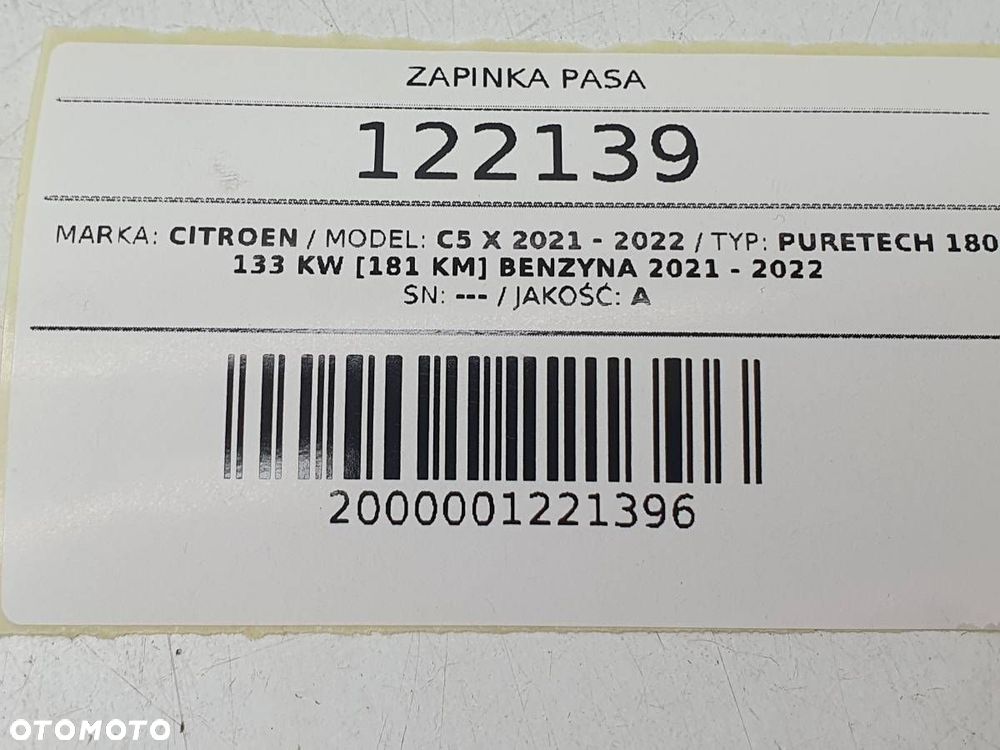 ZAPINKA PASA
122139
MARKA: CITROEN / MODEL: C5 X 2021 - 2022 / TYP: PURETECH 180
133 KW [181 KM] BENZYNA 2021 - 2022
SN: --- / JAKOŚĆ: A
2000001221396
OTOMOTO